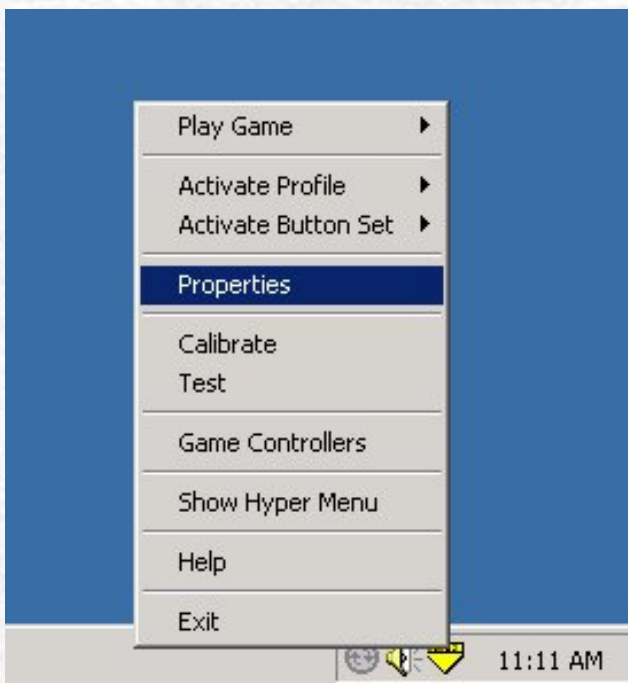 Play Game
Activate Profile
Activate Button Set
Properties
Calibrate
Test
Game Controllers
Show Hyper Menu
Help
Exit
11:11 AM